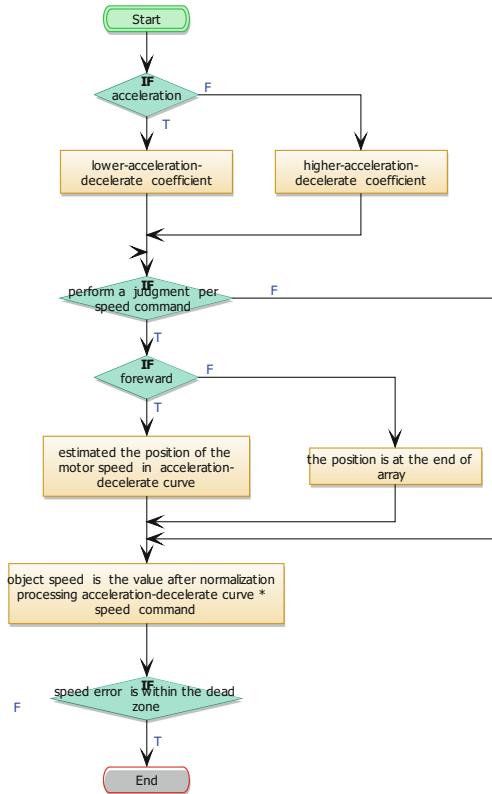 Start
IF
acceleration
F
T
lower-acceleration-
decelerate coefficient
higher-acceleration-
decelerate coefficient
IF
perform a judgment per
speed command
F
T
IF
foreward
F
T
estimated the position of the
motor speed in acceleration-
decelerate curve
the position is at the end of
array
object speed is the value after normalization
processing acceleration-decelerate curve *
speed command
IF
speed error is within the dead
zone
F
T
End